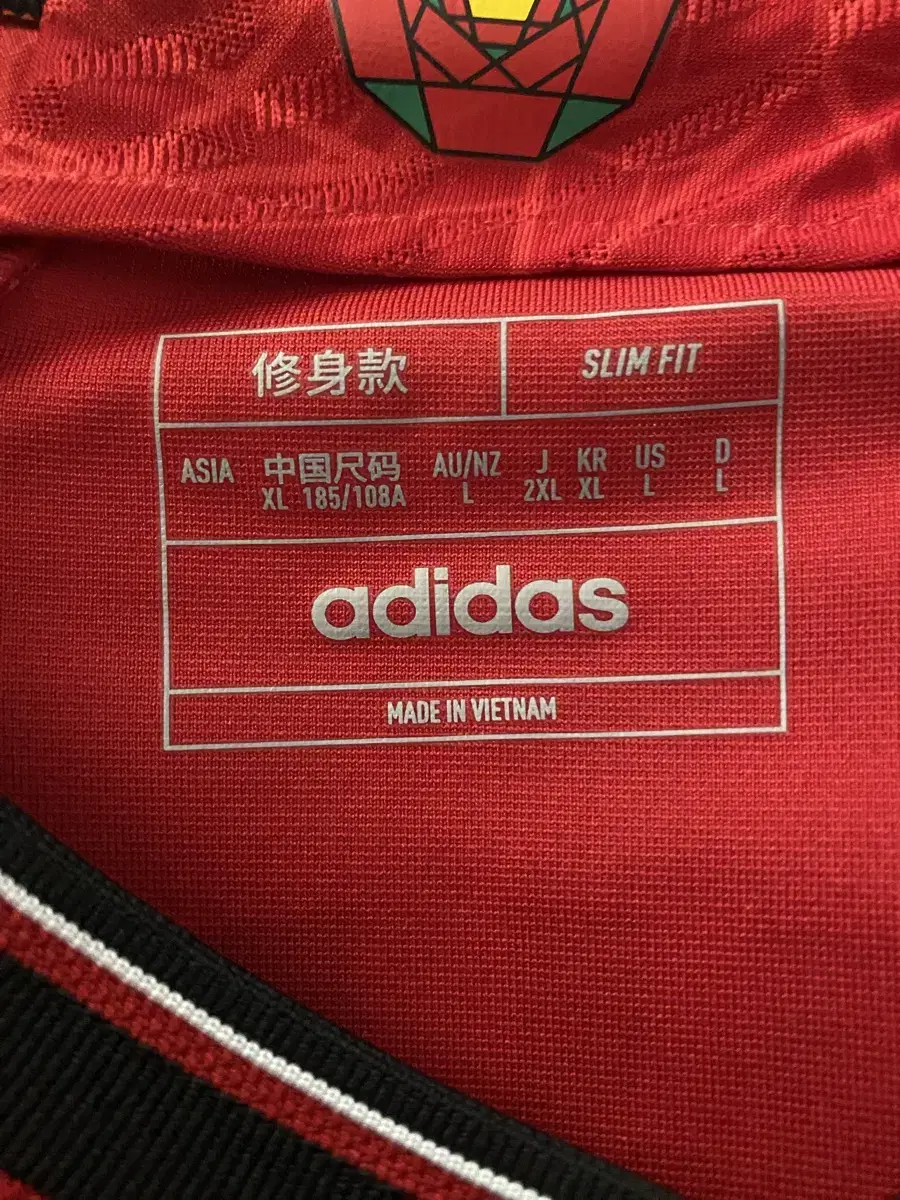 修身款 SLIM FIT
ASIA 中国尺码 AU/NZ J KR US D
XL 185/108A L 2XL XL L L
adidas
MADE IN VIETNAM